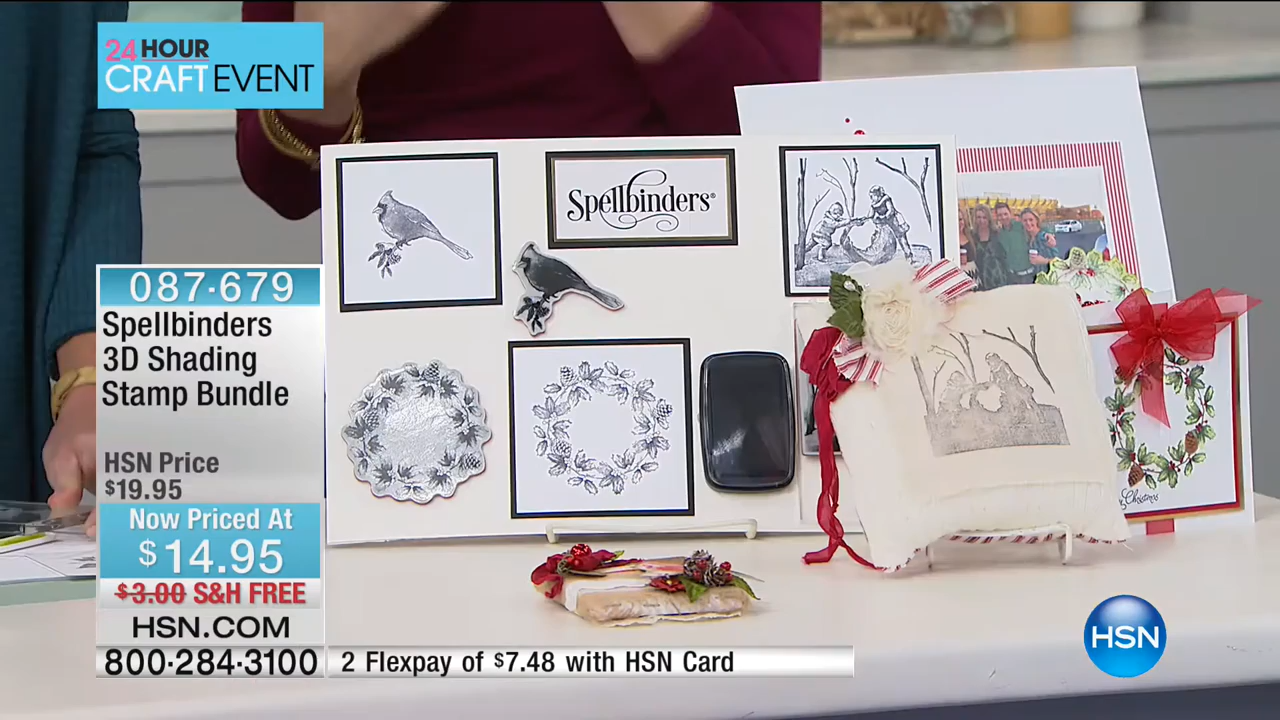 24 HOUR
CRAFT EVENT
Spellbinders®
087·679
Spellbinders
3D Shading
Stamp Bundle
HSN Price
$19.95
Now Priced At
$14.95
$3.00 S&H FREE
HSN.COM
800·284·3100
2 Flexpay of $7.48 with HSN Card
Christmas
HSN